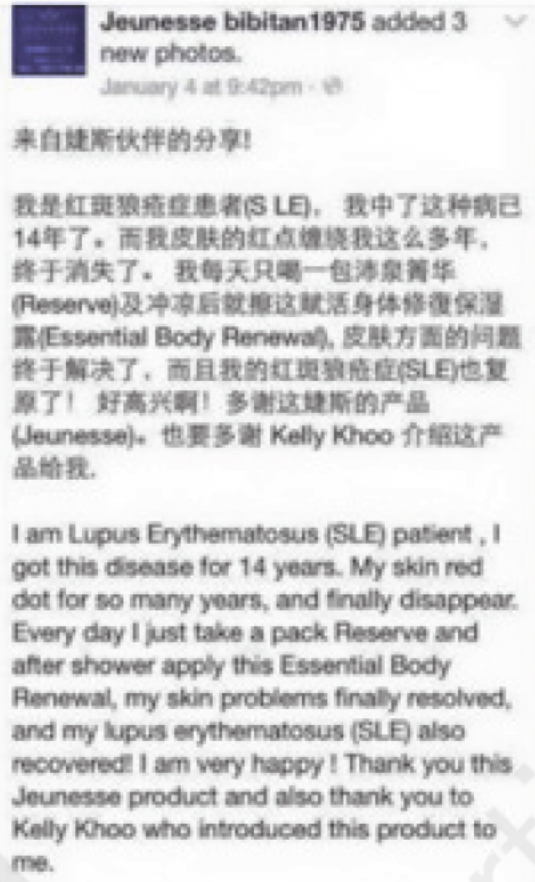 Jeunesse bibitan1975 added 3
new photos.
January 4 at 9:42pm ·
来自婕斯伙伴的分享!
我是红斑狼疮症患者(S LE)， 我中了这种病已
14年了。而我皮肤的红点缠绕我这么多年，
终于消失了。 我每天只喝一包沛泉菁华
(Reserve)及冲凉后就擦这赋活身体修復保湿
露(Essential Body Renewal), 皮肤方面的问题
终于解决了，而且我的红斑狼疮症(SLE)也复
原了！ 好高兴啊！多谢这婕斯的产品
(Jeunesse)。也要多谢 Kelly Khoo 介绍这产
品给我.
I am Lupus Erythematosus (SLE) patient , I
got this disease for 14 years. My skin red
dot for so many years, and finally disappear.
Every day I just take a pack Reserve and
after shower apply this Essential Body
Renewal, my skin problems finally resolved,
and my lupus erythematosus (SLE) also
recovered! I am very happy ! Thank you this
Jeunesse product and also thank you to
Kelly Khoo who introduced this product to
me.